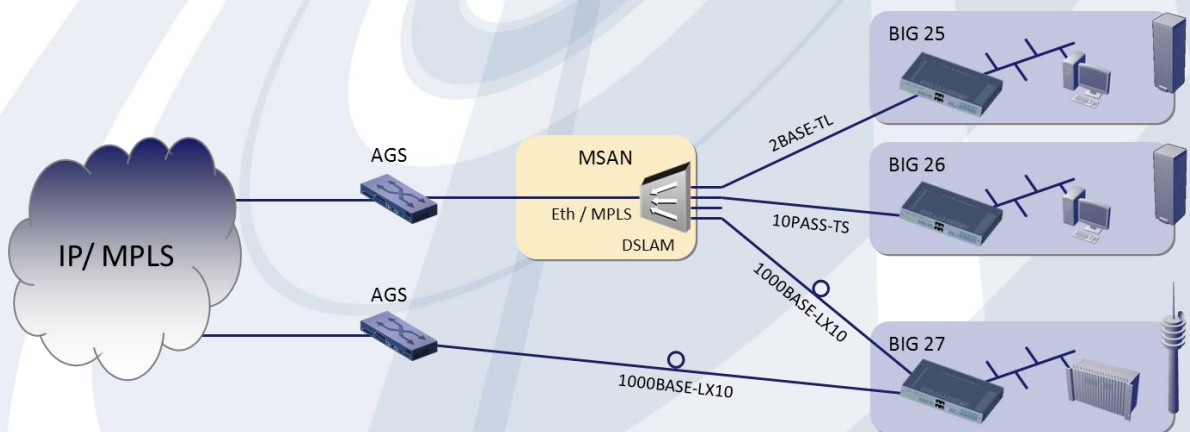 BIG 25
2BASE-TL
AGS
MSAN
BIG 26
Eth / MPLS
10PASS-TS
DSLAM
IP/ MPLS
1000BASE-LX10
AGS
BIG 27
1000BASE-LX10